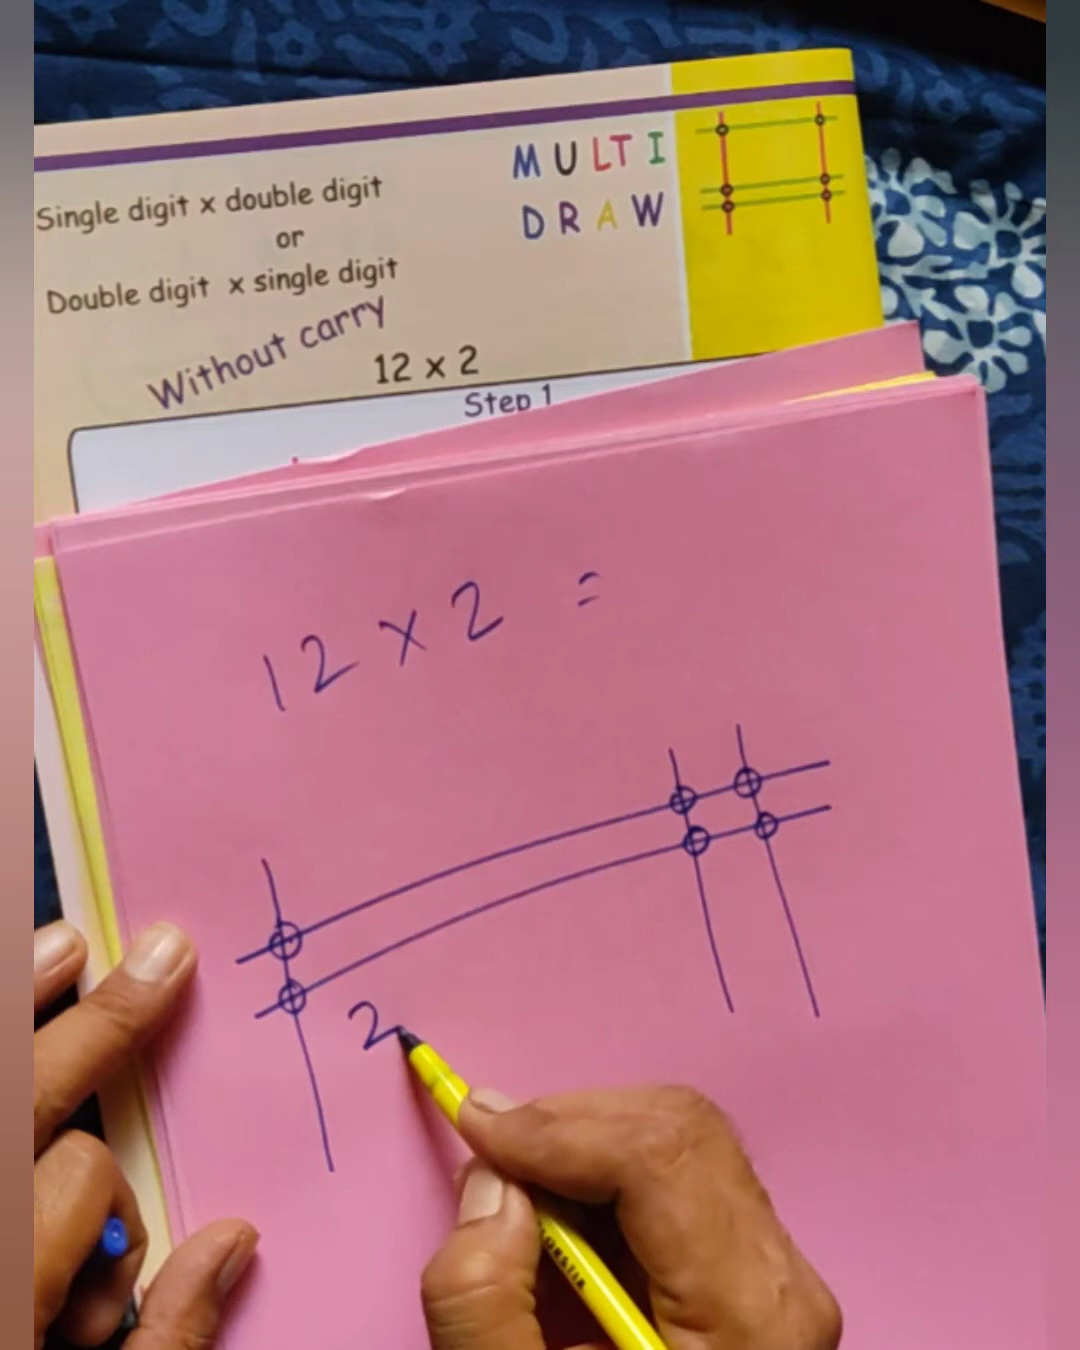 MULTI
DRAW
Single digit x double digit
or
Double digit x single digit
Without carry
12 x 2
Step 1
12 x 2 =
2